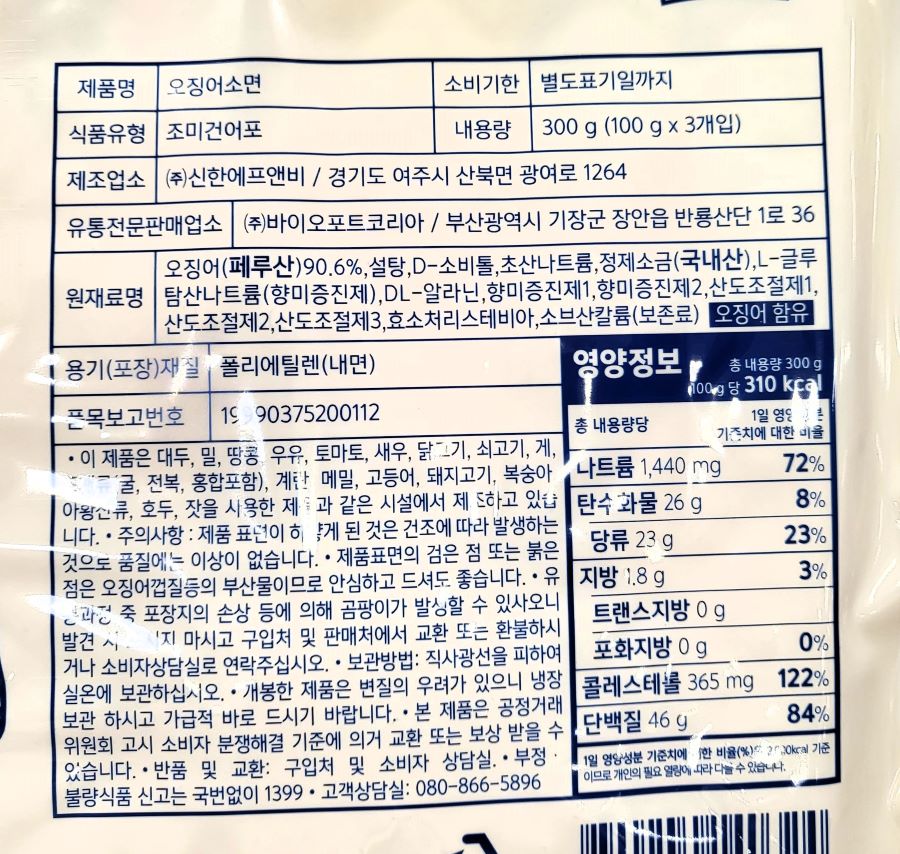 제품명 오징어소면 소비기한 별도표기일까지
식품유형 조미건어포 내용량 300 g (100 g x 3개입)
제조업소 (주)신한에프앤비 / 경기도 여주시 산북면 광여로 1264
유통전문판매업소 (주)바이오포트코리아 / 부산광역시 기장군 장안읍 반룡산단 1로 36
원재료명
오징어(페루산)90.6%,설탕,D-소비톨,초산나트륨,정제소금(국내산),L-글루
탐산나트륨(향미증진제),DL-알라닌,향미증진제1,향미증진제2,산도조절제1,
산도조절제2,산도조절제3,효소처리스테비아,소브산칼륨(보존료) 오징어 함유
용기(포장)재질 폴리에틸렌(내면)
품목보고번호 19990375200112
• 이 제품은 대두, 밀, 땅콩, 우유, 토마토, 새우, 닭고기, 쇠고기, 게,
굴, 전복, 홍합포함), 계란, 메밀, 고등어, 돼지고기, 복숭아,
아황산류, 호두, 잣을 사용한 제품과 같은 시설에서 제조하고 있습
니다. • 주의사항 : 제품 표면이 하얗게 된 것은 건조에 따라 발생하는
것으로 품질에는 이상이 없습니다. • 제품표면의 검은 점 또는 붉은
점은 오징어껍질등의 부산물이므로 안심하고 드셔도 좋습니다. • 유
통과정 중 포장지의 손상 등에 의해 곰팡이가 발생할 수 있사오니
발견 시 마시고 구입처 및 판매처에서 교환 또는 환불하시
거나 소비자상담실로 연락주십시오. • 보관방법: 직사광선을 피하여
실온에 보관하십시오. • 개봉한 제품은 변질의 우려가 있으니 냉장
보관 하시고 가급적 바로 드시기 바랍니다. • 본 제품은 공정거래
위원회 고시 소비자 분쟁해결 기준에 의거 교환 또는 보상 받을 수
있습니다. • 반품 및 교환: 구입처 및 소비자 상담실. • 부정 ·
불량식품 신고는 국번없이 1399 • 고객상담실: 080-866-5896
영양정보
총 내용량 300 g
100 g 당 310 kcal
총 내용량당
1일 영양성분
기준치에 대한 비율
나트륨 1,440 mg 72%
탄수화물 26 g 8%
당류 23 g 23%
지방 1.8 g 3%
트랜스지방 0 g
포화지방 0 g 0%
콜레스테롤 365 mg 122%
단백질 46 g 84%
1일 영양성분 기준치에 대한 비율(%)은 2,000kcal 기준
이므로 개인의 필요 열량에 따라 다를 수 있습니다.